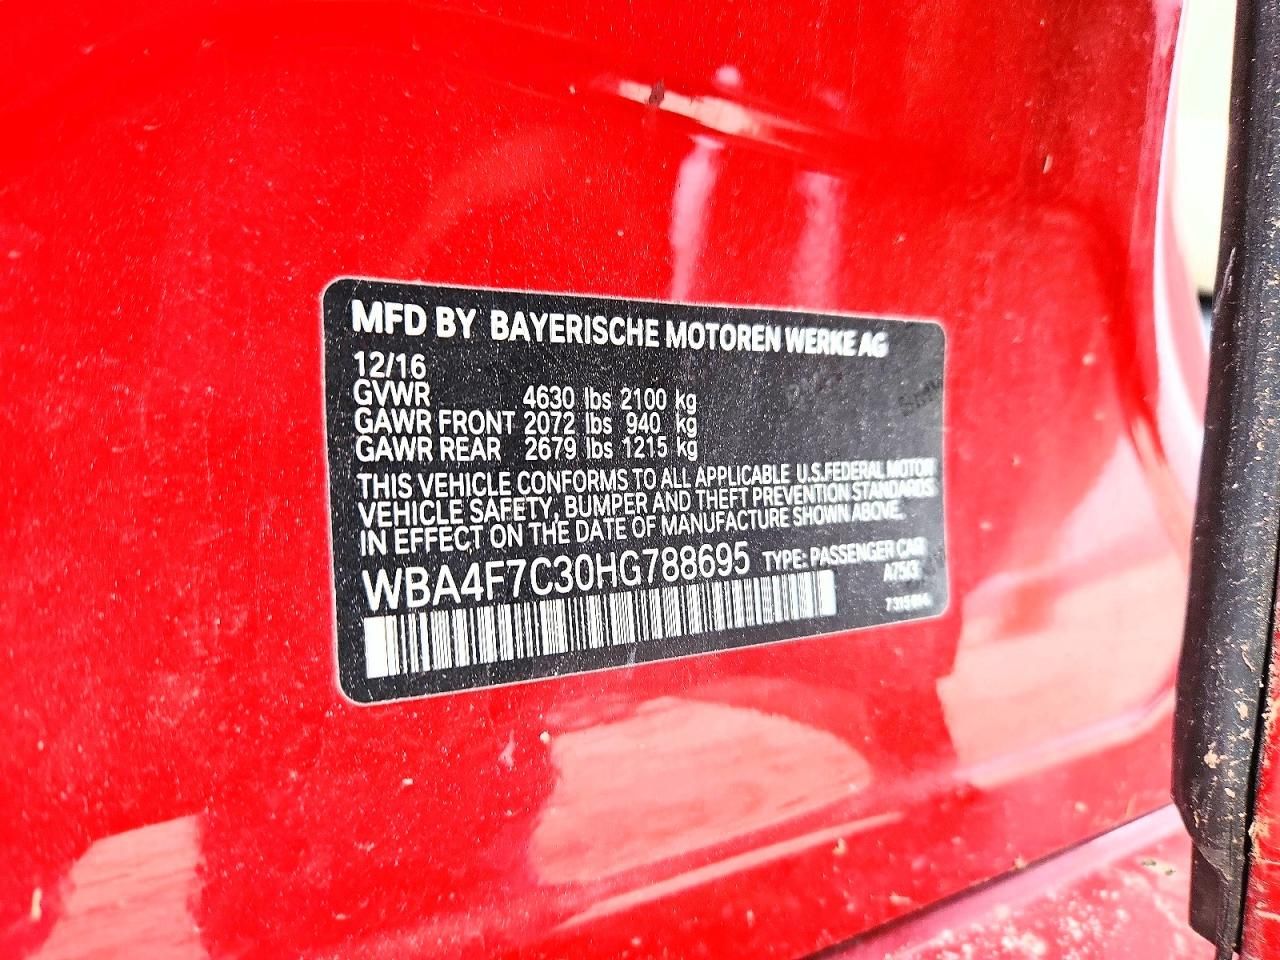 MFD BY BAYERISCHE MOTOREN WERKE AG
12/16
GVWR 4630 lbs 2100 kg
GAWR FRONT 2072 lbs 940 kg
GAWR REAR 2679 lbs 1215 kg
THIS VEHICLE CONFORMS TO ALL APPLICABLE U.S.FEDERAL MOTOR
VEHICLE SAFETY, BUMPER AND THEFT PREVENTION STANDARDS
IN EFFECT ON THE DATE OF MANUFACTURE SHOWN ABOVE.
WBA4F7C30HG788695 TYPE: PASSENGER CAR